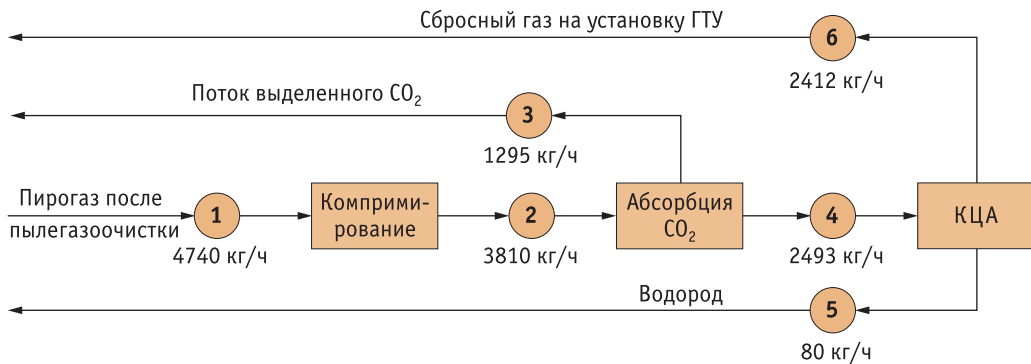 Сбросный газ на установку ГТУ
6
2412 кг/ч
Поток выделенного CO₂
3
1295 кг/ч
Пирогаз после
пылегазоочистки
1
4740 кг/ч
Комприми-
рование
2
3810 кг/ч
Абсорбция
CO₂
4
2493 кг/ч
КЦА
Водород
5
80 кг/ч